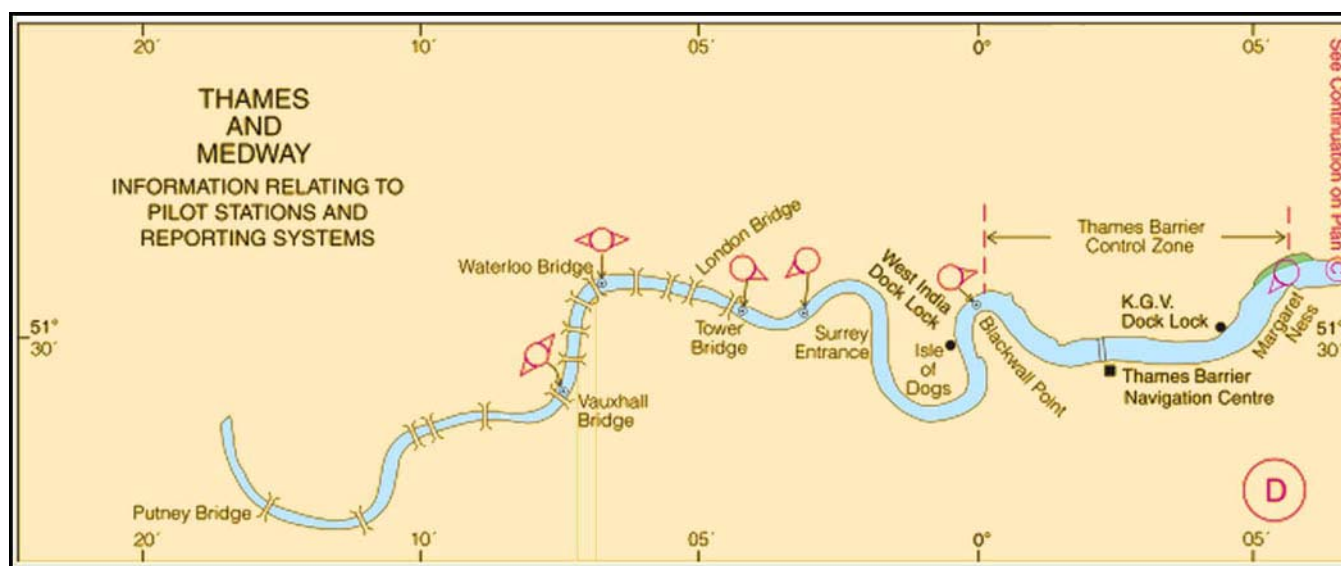 20´
10´
05´
0°
05´
THAMES
AND
MEDWAY
INFORMATION RELATING TO
PILOT STATIONS AND
REPORTING SYSTEMS
See Continuation on Plan C
Thames Barrier
Control Zone
Waterloo Bridge
London Bridge
West India
Dock Lock
K.G.V.
Dock Lock
Margaret
Ness
51°
30´
51°
30´
Tower
Bridge
Surrey
Entrance
Isle
of
Dogs
Blackwall Point
Thames Barrier
Navigation Centre
Vauxhall
Bridge
Putney Bridge
D
20´
10´
05´
0°
05´